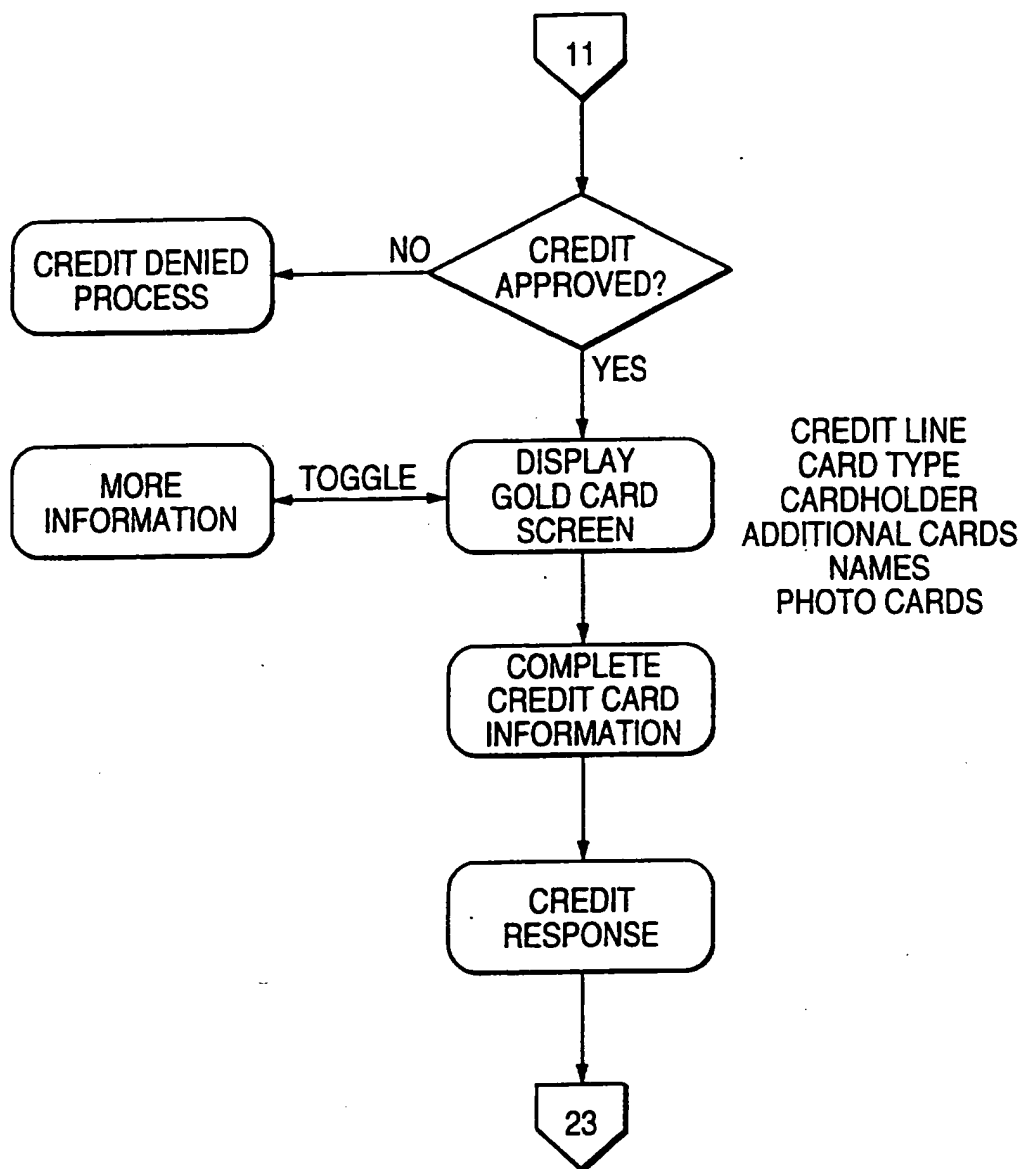 11
NO
CREDIT
APPROVED?
CREDIT DENIED
PROCESS
YES
MORE
INFORMATION
TOGGLE
DISPLAY
GOLD CARD
SCREEN
CREDIT LINE
CARD TYPE
CARDHOLDER
ADDITIONAL CARDS
NAMES
PHOTO CARDS
COMPLETE
CREDIT CARD
INFORMATION
CREDIT
RESPONSE
23